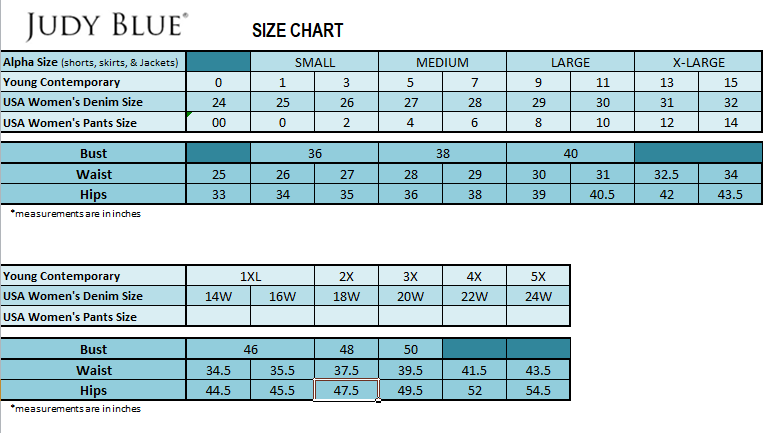 JUDY BLUE® SIZE CHART
Alpha Size (shorts, skirts, & Jackets) SMALL MEDIUM LARGE X-LARGE
Young Contemporary 0 1 3 5 7 9 11 13 15
USA Women's Denim Size 24 25 26 27 28 29 30 31 32
USA Women's Pants Size 00 0 2 4 6 8 10 12 14
Bust 36 38 40
Waist 25 26 27 28 29 30 31 32.5 34
Hips 33 34 35 36 38 39 40.5 42 43.5
*measurements are in inches
Young Contemporary 1XL 2X 3X 4X 5X
USA Women's Denim Size 14W 16W 18W 20W 22W 24W
USA Women's Pants Size
Bust 46 48 50
Waist 34.5 35.5 37.5 39.5 41.5 43.5
Hips 44.5 45.5 47.5 49.5 52 54.5
*measurements are in inches